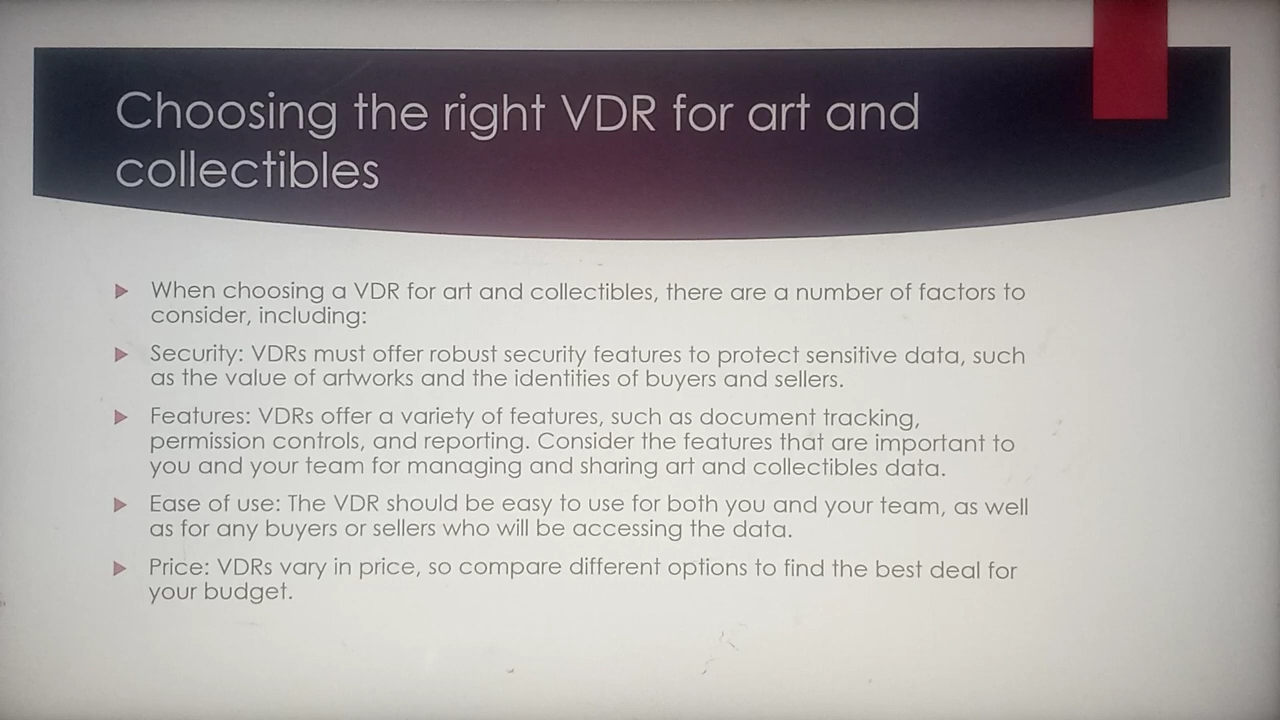 Choosing the right VDR for art and
collectibles
When choosing a VDR for art and collectibles, there are a number of factors to
consider, including:
Security: VDRs must offer robust security features to protect sensitive data, such
as the value of artworks and the identities of buyers and sellers.
Features: VDRs offer a variety of features, such as document tracking,
permission controls, and reporting. Consider the features that are important to
you and your team for managing and sharing art and collectibles data.
Ease of use: The VDR should be easy to use for both you and your team, as well
as for any buyers or sellers who will be accessing the data.
Price: VDRs vary in price, so compare different options to find the best deal for
your budget.